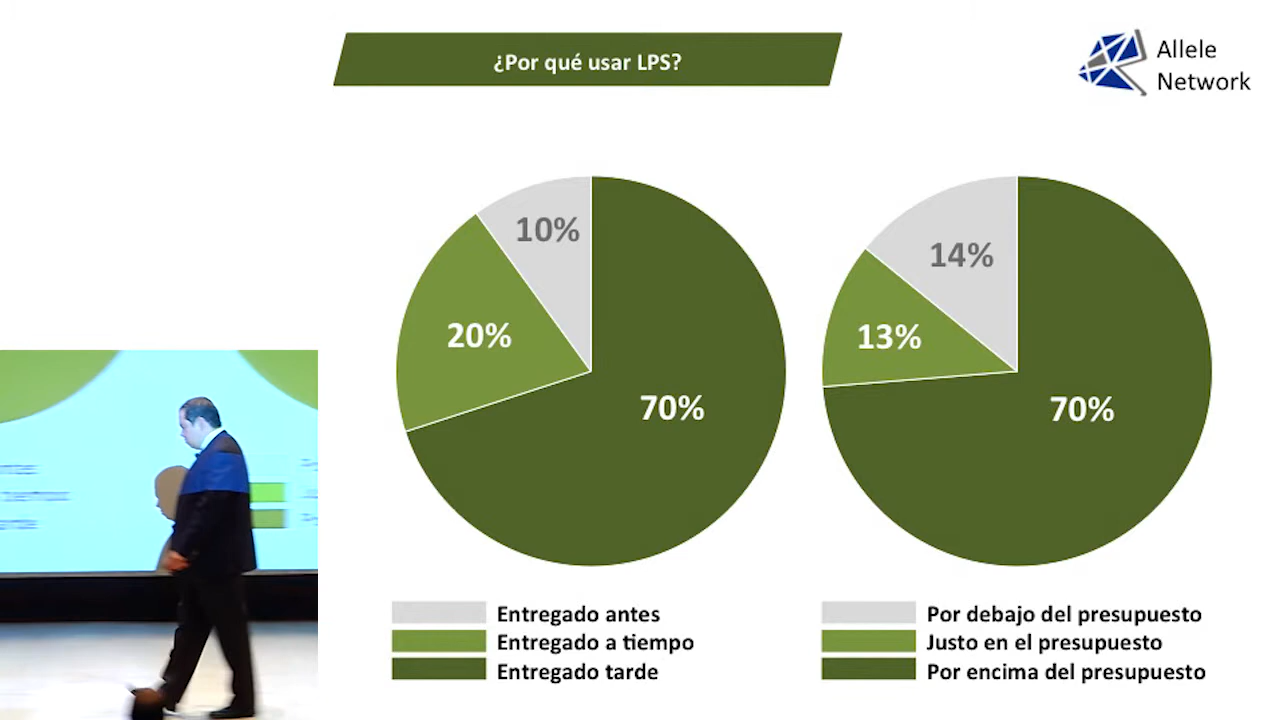 ¿Por qué usar LPS?
Allele
Network
10%
20%
70%
14%
13%
70%
Entregado antes
Entregado a tiempo
Entregado tarde
Por debajo del presupuesto
Justo en el presupuesto
Por encima del presupuesto